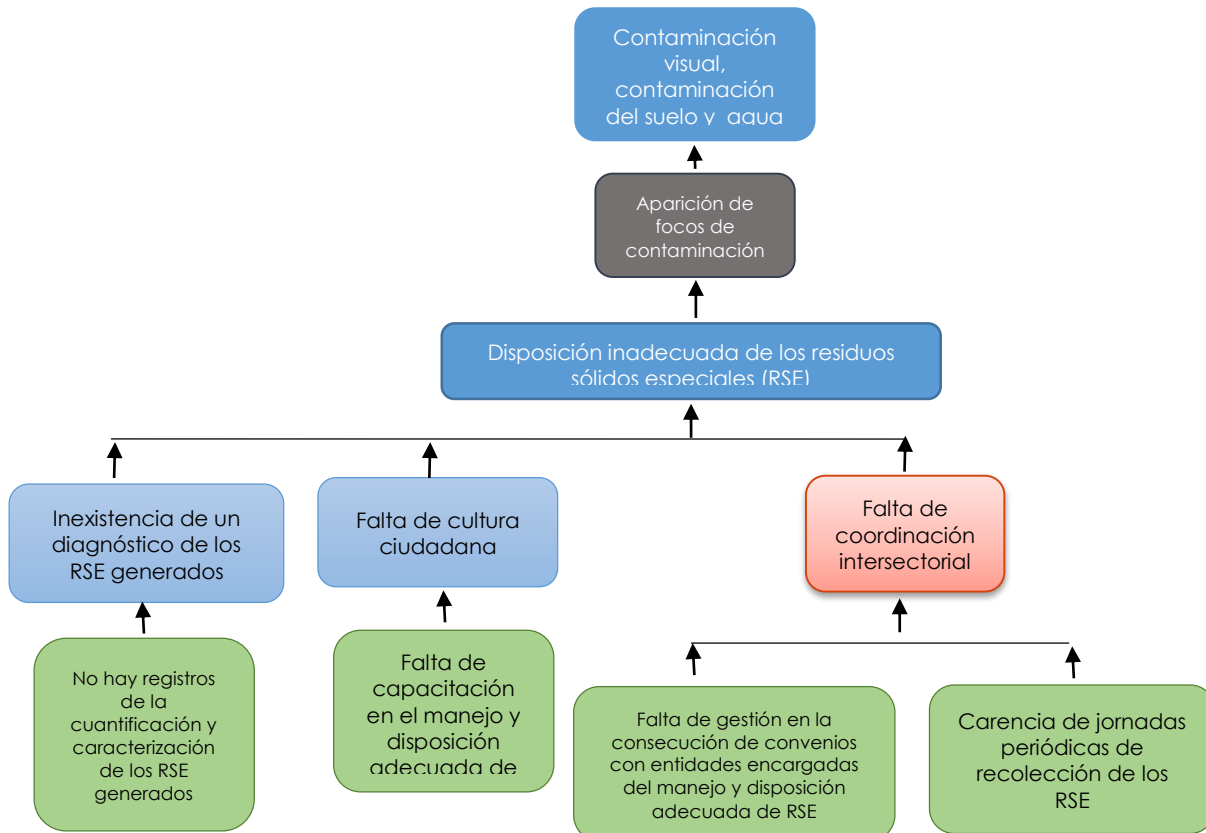 Contaminación
visual,
contaminación
del suelo y agua
Aparición de
focos de
contaminación
Disposición inadecuada de los residuos
sólidos especiales (RSE)
Inexistencia de un
diagnóstico de los
RSE generados
Falta de cultura
ciudadana
Falta de
coordinación
intersectorial
No hay registros
de la
cuantificación y
caracterización
de los RSE
generados
Falta de
capacitación
en el manejo y
disposición
adecuada de
Falta de gestión en la
consecución de convenios
con entidades encargadas
del manejo y disposición
adecuada de RSE
Carencia de jornadas
periódicas de
recolección de los
RSE